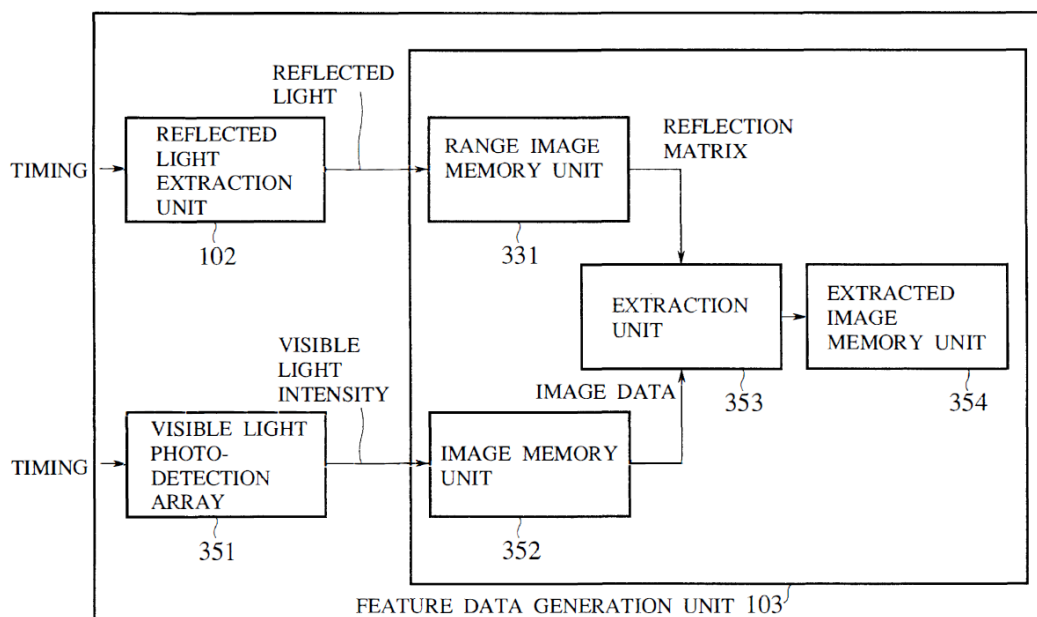 REFLECTED
LIGHT
TIMING
REFLECTED
LIGHT
EXTRACTION
UNIT
102
RANGE IMAGE
MEMORY UNIT
331
REFLECTION
MATRIX
EXTRACTION
UNIT
353
EXTRACTED
IMAGE
MEMORY UNIT
354
VISIBLE
LIGHT
INTENSITY
IMAGE DATA
TIMING
VISIBLE LIGHT
PHOTO-
DETECTION
ARRAY
351
IMAGE MEMORY
UNIT
352
FEATURE DATA GENERATION UNIT 103